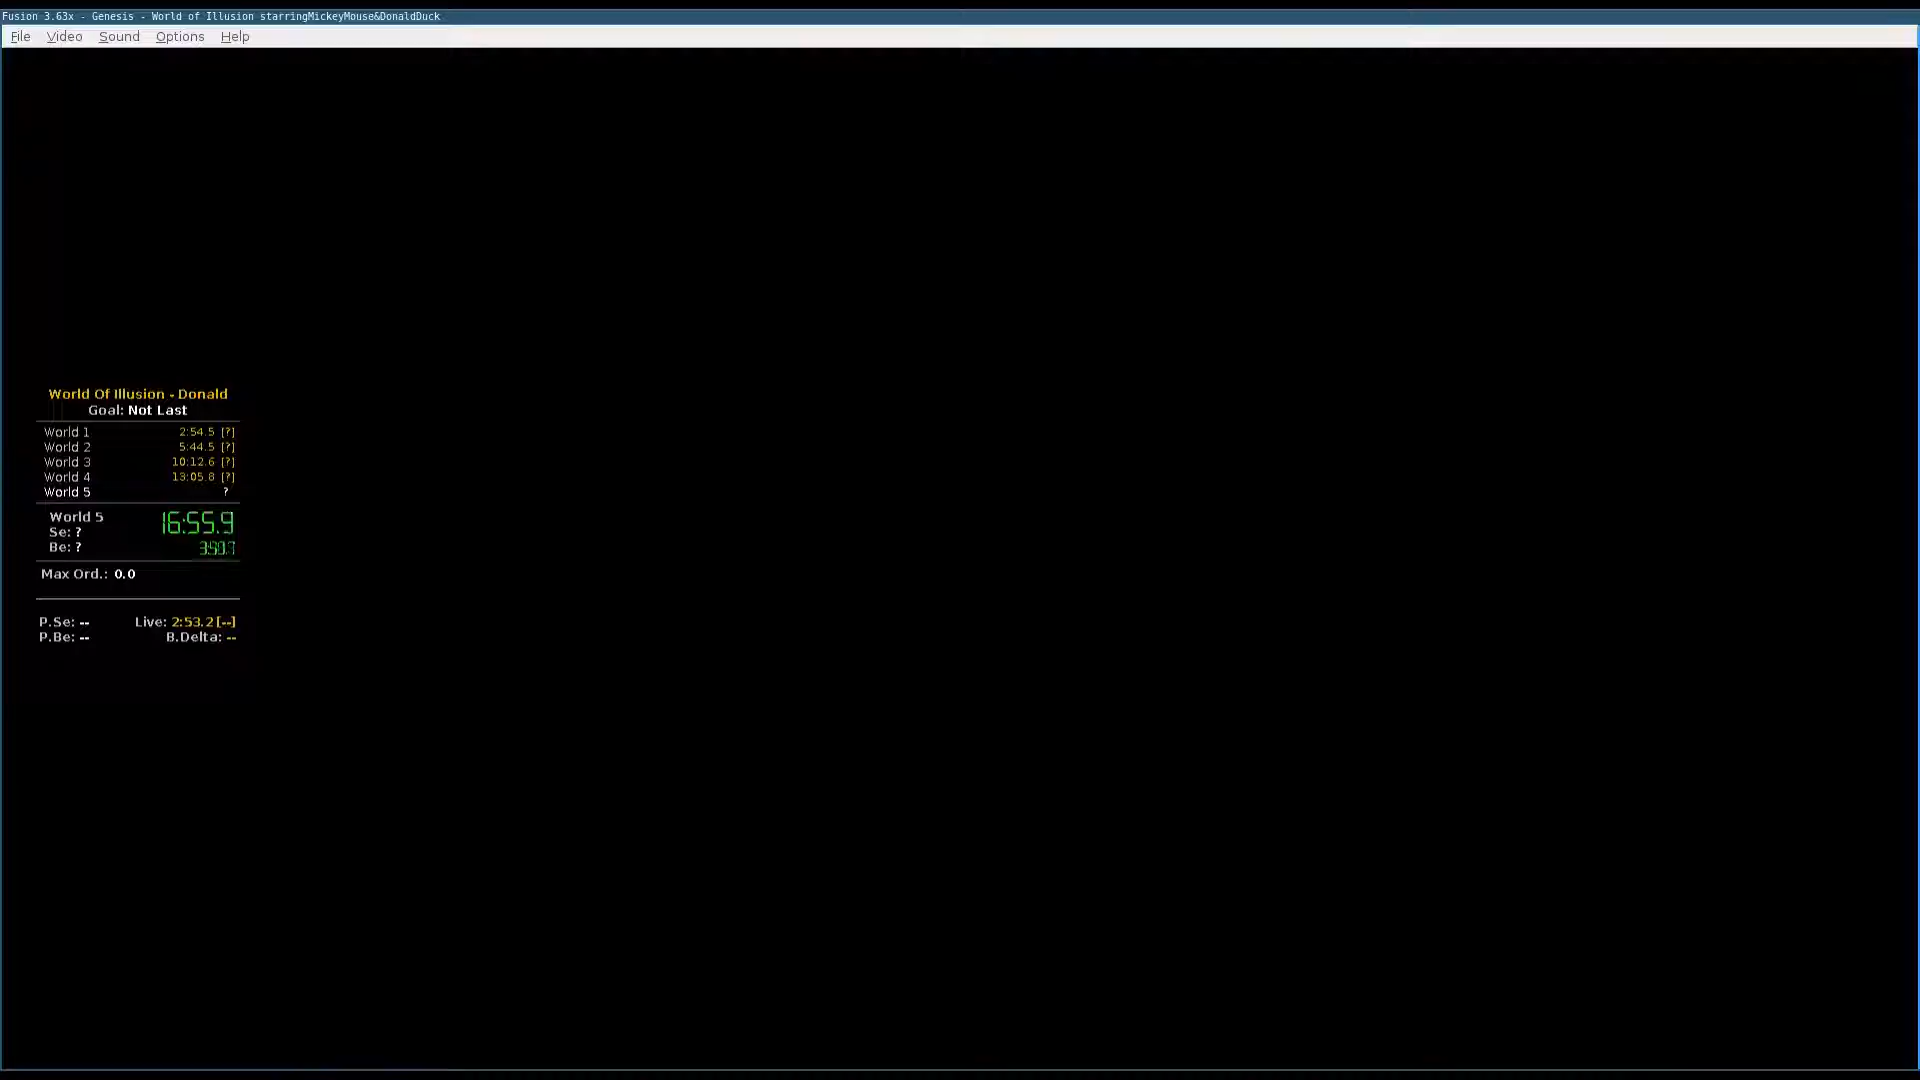 Fusion 3.63x - Genesis - World of Illusion starringMickeyMouse&DonaldDuck
File Video Sound Options Help
World Of Illusion - Donald
Goal: Not Last
World 1 2:54.5 [?]
World 2 5:44.5 [?]
World 3 10:12.6 [?]
World 4 13:05.8 [?]
World 5 ?
World 5 16:55.9
Se: ?
Be: ? 3:50.7
Max Ord.: 0.0
P.Se: -- Live: 2:53.2 [--]
P.Be: -- B.Delta: --